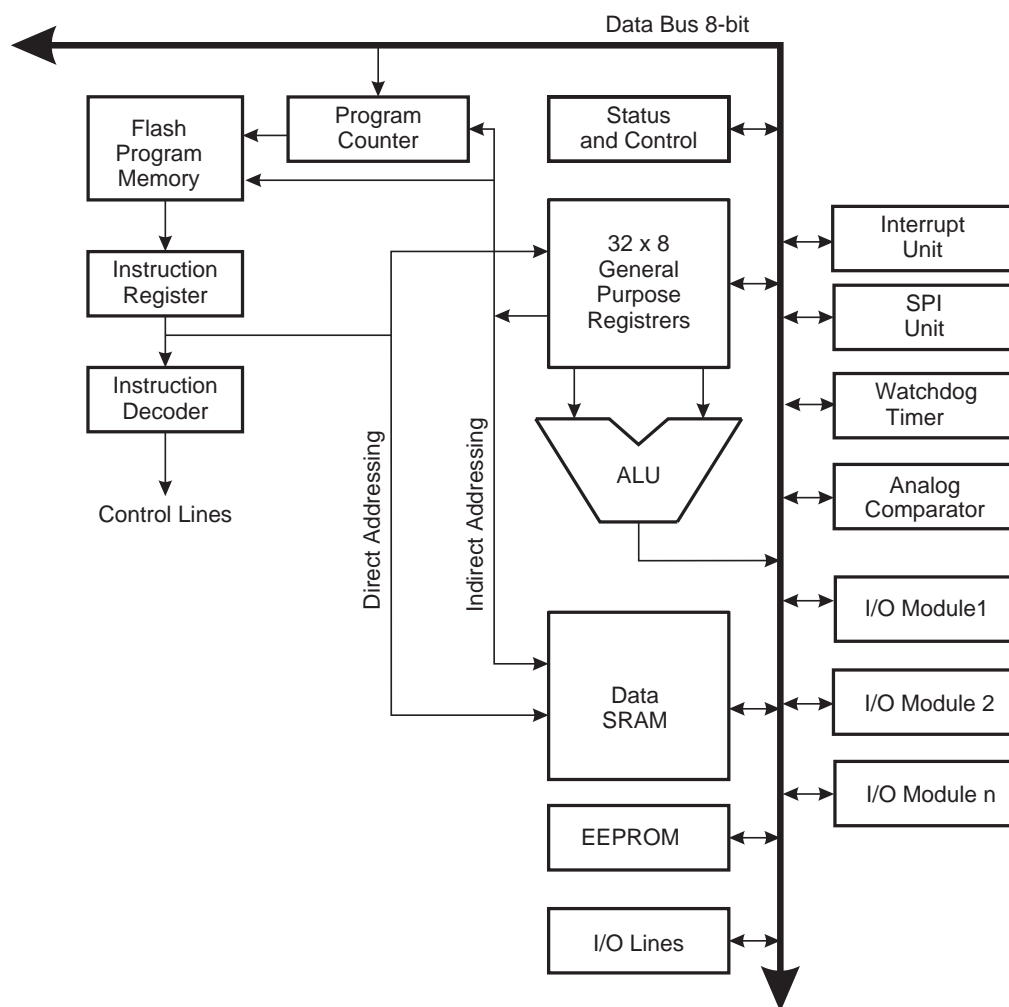 Data Bus 8-bit
Flash
Program
Memory
Program
Counter
Status
and Control
32 x 8
General
Purpose
Registrers
Instruction
Register
Instruction
Decoder
Control Lines
Direct Addressing
Indirect Addressing
ALU
Interrupt
Unit
SPI
Unit
Watchdog
Timer
Analog
Comparator
I/O Module1
Data
SRAM
I/O Module 2
I/O Module n
EEPROM
I/O Lines